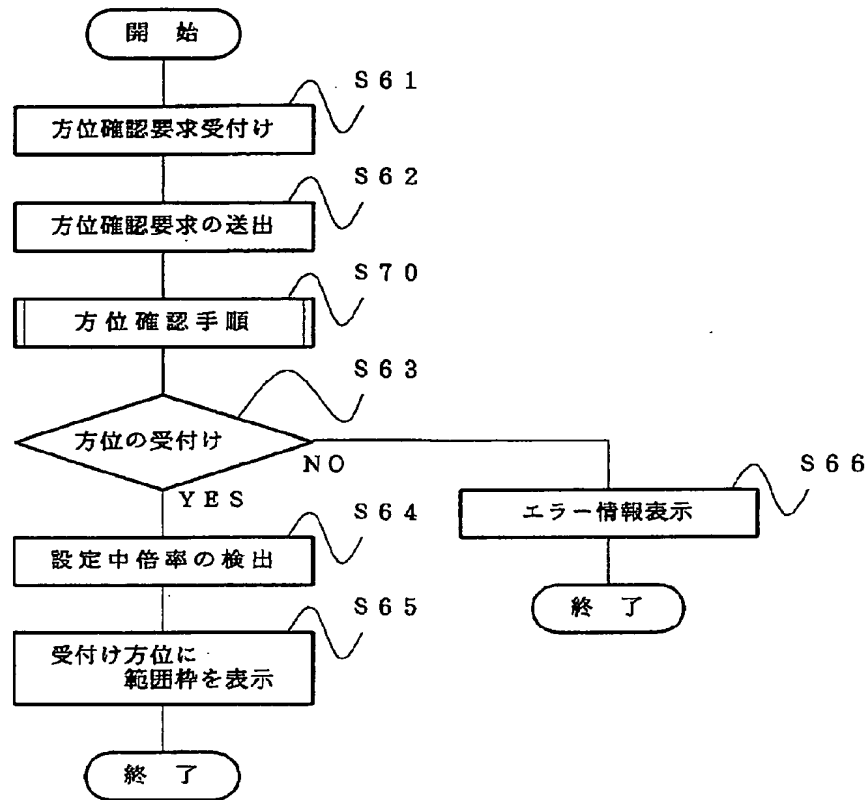 開 始
S61
方位確認要求受付け
S62
方位確認要求の送出
S70
方位確認手順
S63
方位の受付け
NO
YES
S66
エラー情報表示
終 了
S64
設定中倍率の検出
S65
受付け方位に
範囲枠を表示
終 了